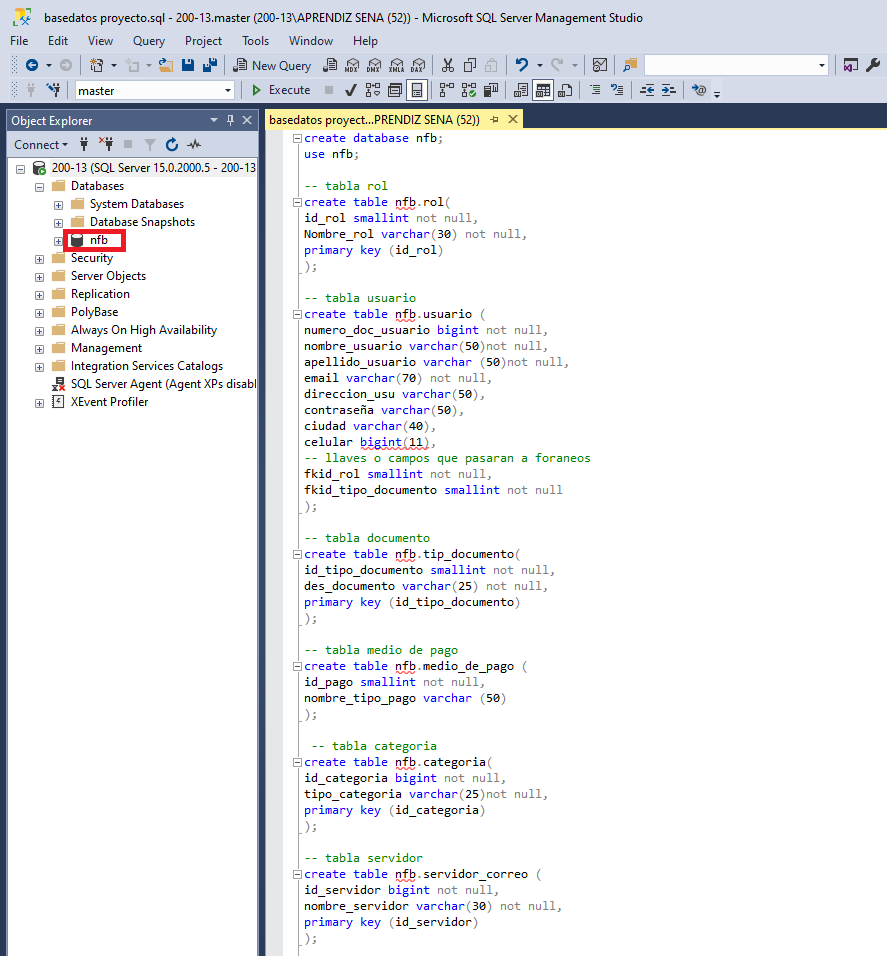 basedatos proyecto.sql - 200-13.master (200-13\APRENDIZ SENA (52)) - Microsoft SQL Server Management Studio
File Edit View Query Project Tools Window Help
New Query MDX DMX XMLA DAX
master Execute
Object Explorer
Connect
200-13 (SQL Server 15.0.2000.5 - 200-13
Databases
System Databases
Database Snapshots
nfb
Security
Server Objects
Replication
PolyBase
Always On High Availability
Management
Integration Services Catalogs
SQL Server Agent (Agent XPs disabl
XEvent Profiler
basedatos proyect...PRENDIZ SENA (52))
create database nfb;
use nfb;
-- tabla rol
create table nfb.rol(
id_rol smallint not null,
Nombre_rol varchar(30) not null,
primary key (id_rol)
);
-- tabla usuario
create table nfb.usuario (
numero_doc_usuario bigint not null,
nombre_usuario varchar(50)not null,
apellido_usuario varchar (50)not null,
email varchar(70) not null,
direccion_usu varchar(50),
contraseña varchar(50),
ciudad varchar(40),
celular bigint(11),
-- llaves o campos que pasaran a foraneos
fkid_rol smallint not null,
fkid_tipo_documento smallint not null
);
-- tabla documento
create table nfb.tip_documento(
id_tipo_documento smallint not null,
des_documento varchar(25) not null,
primary key (id_tipo_documento)
);
-- tabla medio de pago
create table nfb.medio_de_pago (
id_pago smallint not null,
nombre_tipo_pago varchar (50)
);
-- tabla categoria
create table nfb.categoria(
id_categoria bigint not null,
tipo_categoria varchar(25)not null,
primary key (id_categoria)
);
-- tabla servidor
create table nfb.servidor_correo (
id_servidor bigint not null,
nombre_servidor varchar(30) not null,
primary key (id_servidor)
);